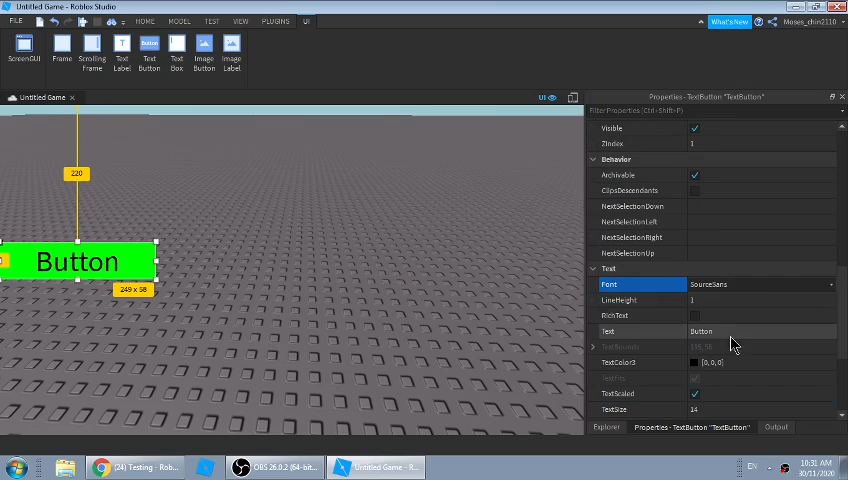 Untitled Game - Roblox Studio
FILE HOME MODEL TEST VIEW PLUGINS UI What's New Moses_chin2110
ScreenGUI Frame Scrolling Frame Text Label Text Button Text Box Image Button Image Label
T Button
Untitled Game UI Properties - TextButton "TextButton"
Filter Properties (Ctrl+Shift+P)
Visible
ZIndex 1
Behavior
Archivable
ClipsDescendants
NextSelectionDown
NextSelectionLeft
NextSelectionRight
NextSelectionUp
Text
Font SourceSans
LineHeight 1
RichText
Text Button
TextBounds
TextColor3 [0,0,0]
TextFits
TextScaled
TextSize 14
220
Button
249 x 58
Explorer Properties - TextButton "TextButton" Output
(24) Testing - Rob... OBS 26.0.2 (64-bit... Untitled Game - R... EN 10:31 AM
30/11/2020